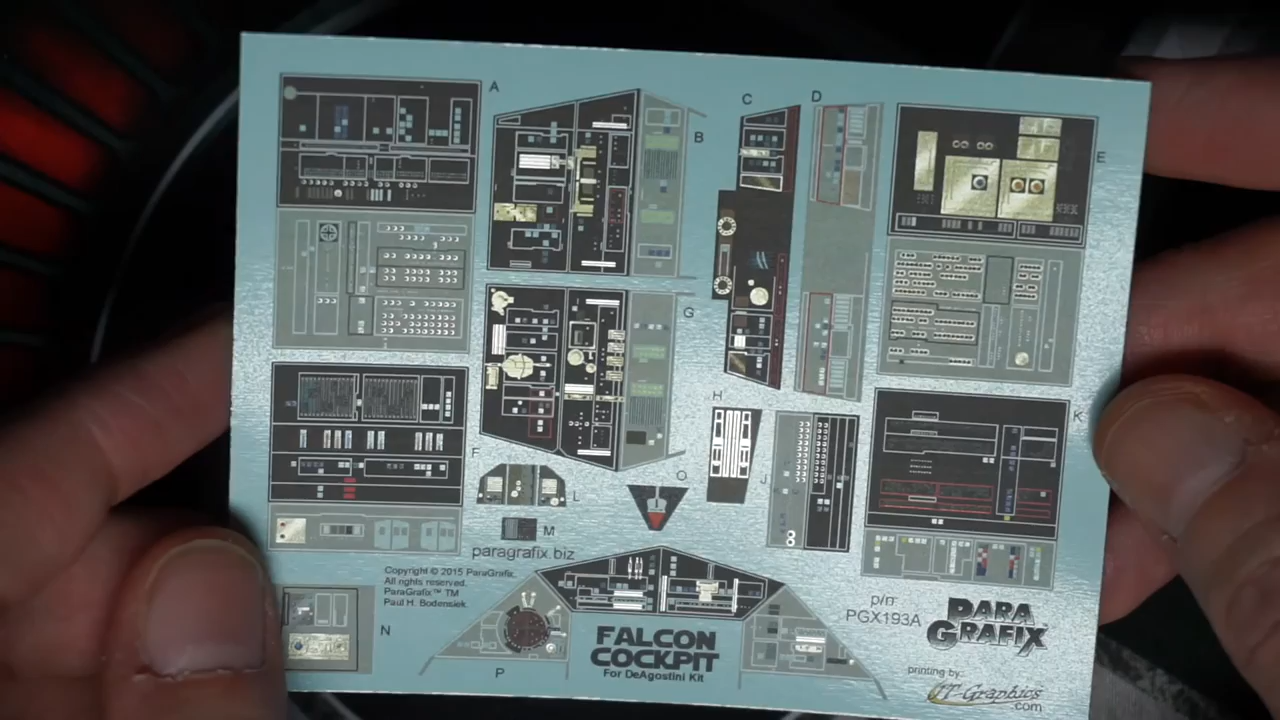 A
B
C
D
E
F
G
H
J
K
L
M
O
paragrafix.biz
Copyright © 2015 ParaGrafix.
All rights reserved.
ParaGrafix™ TM
Paul H. Bodensiek
N
P
FALCON
COCKPIT
For DeAgostini Kit
p/n:
PGX193A
PARA
GRAFIX
printing by:
JT-Graphics
.com